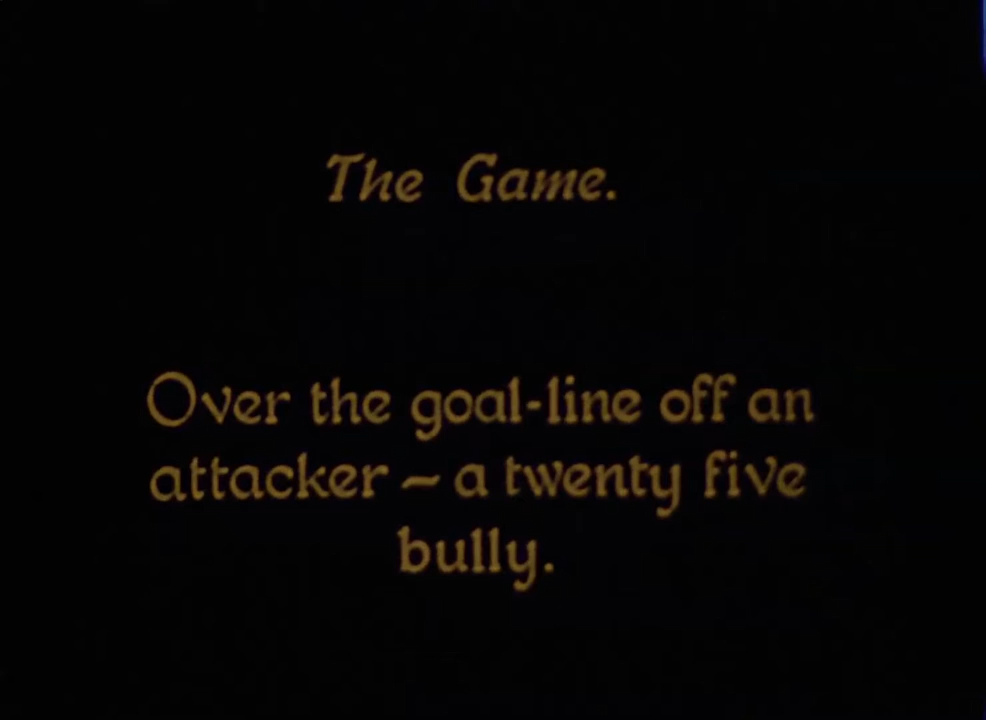 The Game.
Over the goal-line off an
attacker – a twenty five
bully.